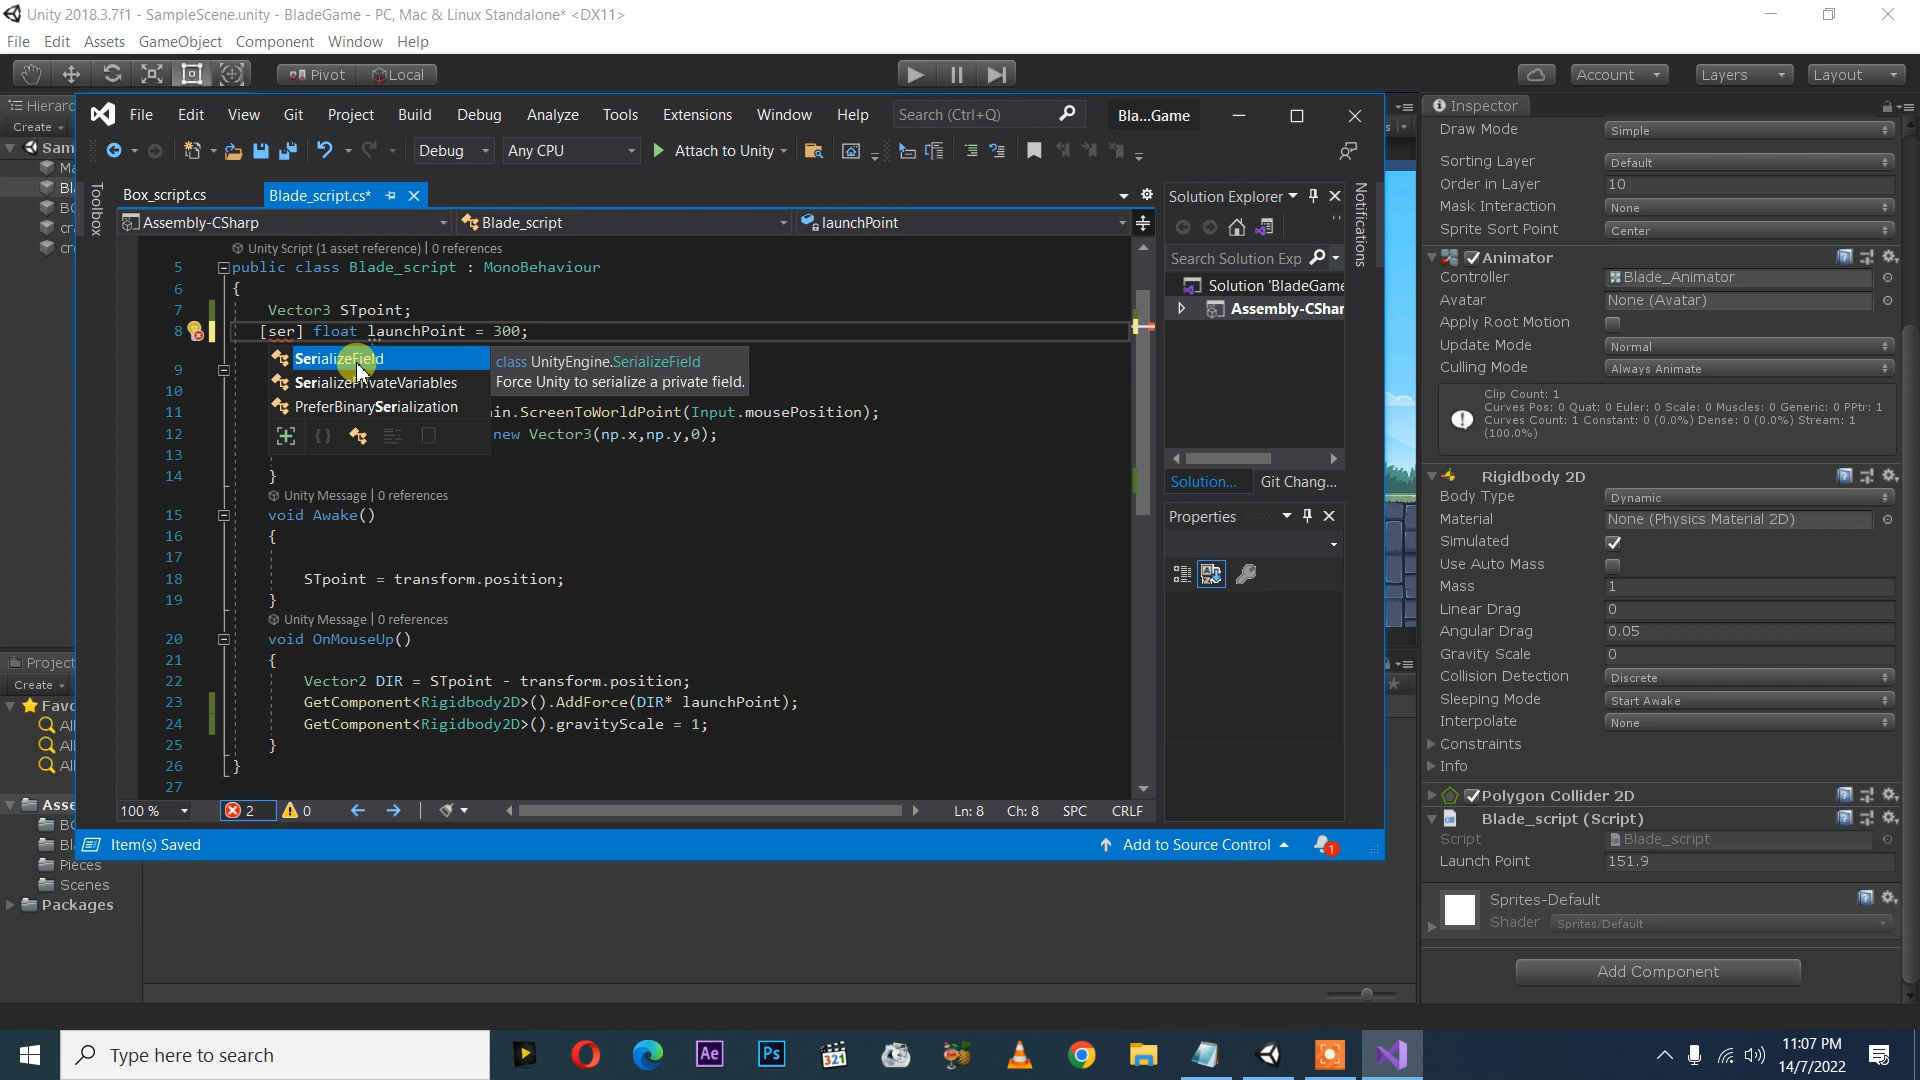 Unity 2018.3.7f1 - SampleScene.unity - BladeGame - PC, Mac & Linux Standalone* <DX11>
File Edit Assets GameObject Component Window Help
Pivot Local
Account Layers Layout
Hierarc
Create
Sam
Ma
Bl
cr
Project
Create
Favo
Al
Al
Al
Asse
Bl
Pieces
Scenes
Packages
File Edit View Git Project Build Debug Analyze Tools Extensions Window Help Search (Ctrl+Q) Bla...Game
Debug Any CPU Attach to Unity
Toolbox
Box_script.cs Blade_script.cs*
Assembly-CSharp Blade_script launchPoint
Unity Script (1 asset reference) | 0 references
5 public class Blade_script : MonoBehaviour
6 {
7 Vector3 STpoint;
8 [ser] float launchPoint = 300;
SerializeField
SerializePrivateVariables
PreferBinarySerialization
class UnityEngine.SerializeField
Force Unity to serialize a private field.
9
10
11 in.ScreenToWorldPoint(Input.mousePosition);
12 new Vector3(np.x,np.y,0);
13
14 }
Unity Message | 0 references
15 void Awake()
16 {
17
18 STpoint = transform.position;
19 }
Unity Message | 0 references
20 void OnMouseUp()
21 {
22 Vector2 DIR = STpoint - transform.position;
23 GetComponent<Rigidbody2D>().AddForce(DIR* launchPoint);
24 GetComponent<Rigidbody2D>().gravityScale = 1;
25 }
26 }
27
100 % 2 0 Ln: 8 Ch: 8 SPC CRLF
Item(s) Saved Add to Source Control 1
Solution Explorer
Search Solution Exp
Solution 'BladeGame
Assembly-CShar
Solution... Git Chang...
Properties
Notifications
Inspector
Draw Mode Simple
Sorting Layer Default
Order in Layer 10
Mask Interaction None
Sprite Sort Point Center
Animator
Controller Blade_Animator
Avatar None (Avatar)
Apply Root Motion
Update Mode Normal
Culling Mode Always Animate
Clip Count: 1
Curves Pos: 0 Quat: 0 Euler: 0 Scale: 0 Muscles: 0 Generic: 0 PPtr: 1
Curves Count: 1 Constant: 0 (0.0%) Dense: 0 (0.0%) Stream: 1
(100.0%)
Rigidbody 2D
Body Type Dynamic
Material None (Physics Material 2D)
Simulated
Use Auto Mass
Mass 1
Linear Drag 0
Angular Drag 0.05
Gravity Scale 0
Collision Detection Discrete
Sleeping Mode Start Awake
Interpolate None
Constraints
Info
Polygon Collider 2D
Blade_script (Script)
Script Blade_script
Launch Point 151.9
Sprites-Default
Shader Sprites/Default
Add Component
Type here to search
Ae Ps 321
11:07 PM
14/7/2022